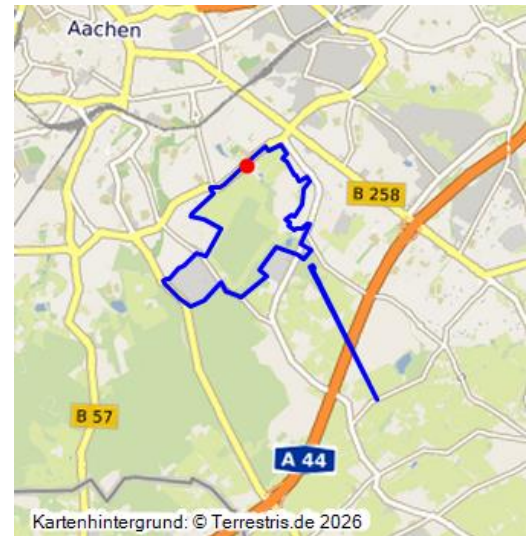 Aachen
B 258
B 57
A 44
Kartenhintergrund: © Terrestris.de 2026